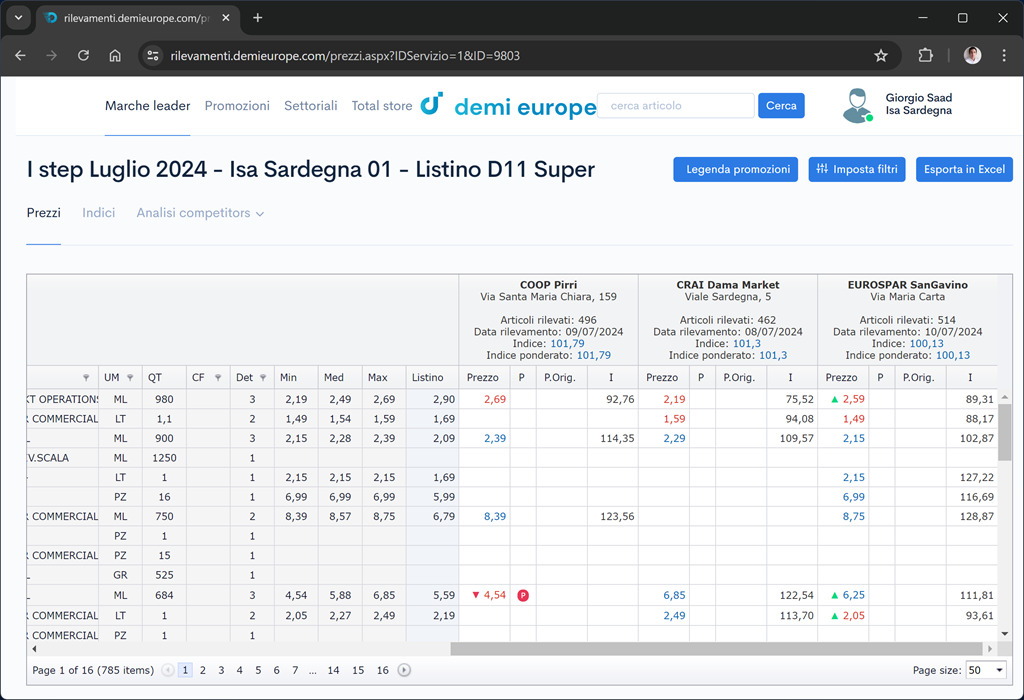 rilevamenti.demieurope.com/pr
rilevamenti.demieurope.com/prezzi.aspx?IDServizio=1&ID=9803
Marche leader Promozioni Settoriali Total store demi europe cerca articolo Cerca
Giorgio Saad
Isa Sardegna
I step Luglio 2024 - Isa Sardegna 01 - Listino D11 Super
Legenda promozioni Imposta filtri Esporta in Excel
Prezzi Indici Analisi competitors
COOP Pirri CRAI Dama Market EUROSPAR SanGavino
Via Santa Maria Chiara, 159 Viale Sardegna, 5 Via Maria Carta
Articoli rilevati: 496 Articoli rilevati: 462 Articoli rilevati: 514
Data rilevamento: 09/07/2024 Data rilevamento: 08/07/2024 Data rilevamento: 10/07/2024
Indice: 101,79 Indice: 101,3 Indice: 100,13
Indice ponderato: 101,79 Indice ponderato: 101,3 Indice ponderato: 100,13
UM QT CF Det Min Med Max Listino Prezzo P P.Orig. I Prezzo P P.Orig. I Prezzo P P.Orig. I
OPERATIONS ML 980 3 2,19 2,49 2,69 2,90 2,69 92,76 2,19 75,52 ▲ 2,59 89,31
COMMERCIAL LT 1,1 2 1,49 1,54 1,59 1,69 1,59 94,08 1,49 88,17
ML 900 3 2,15 2,28 2,39 2,09 2,39 114,35 2,29 109,57 2,15 102,87
V.SCALA ML 1250 1
LT 1 1 2,15 2,15 2,15 1,69 2,15 127,22
PZ 16 1 6,99 6,99 6,99 5,99 6,99 116,69
COMMERCIAL ML 750 2 8,39 8,57 8,75 6,79 8,39 123,56 8,75 128,87
PZ 1 1
COMMERCIAL PZ 15 1
GR 525 1
ML 684 3 4,54 5,88 6,85 5,59 ▼ 4,54 P 6,85 122,54 ▲ 6,25 111,81
COMMERCIAL LT 1 2 2,05 2,27 2,49 2,19 2,49 113,70 ▲ 2,05 93,61
COMMERCIAL PZ 1 1
Page 1 of 16 (785 items) 1 2 3 4 5 6 7 ... 14 15 16 Page size: 50